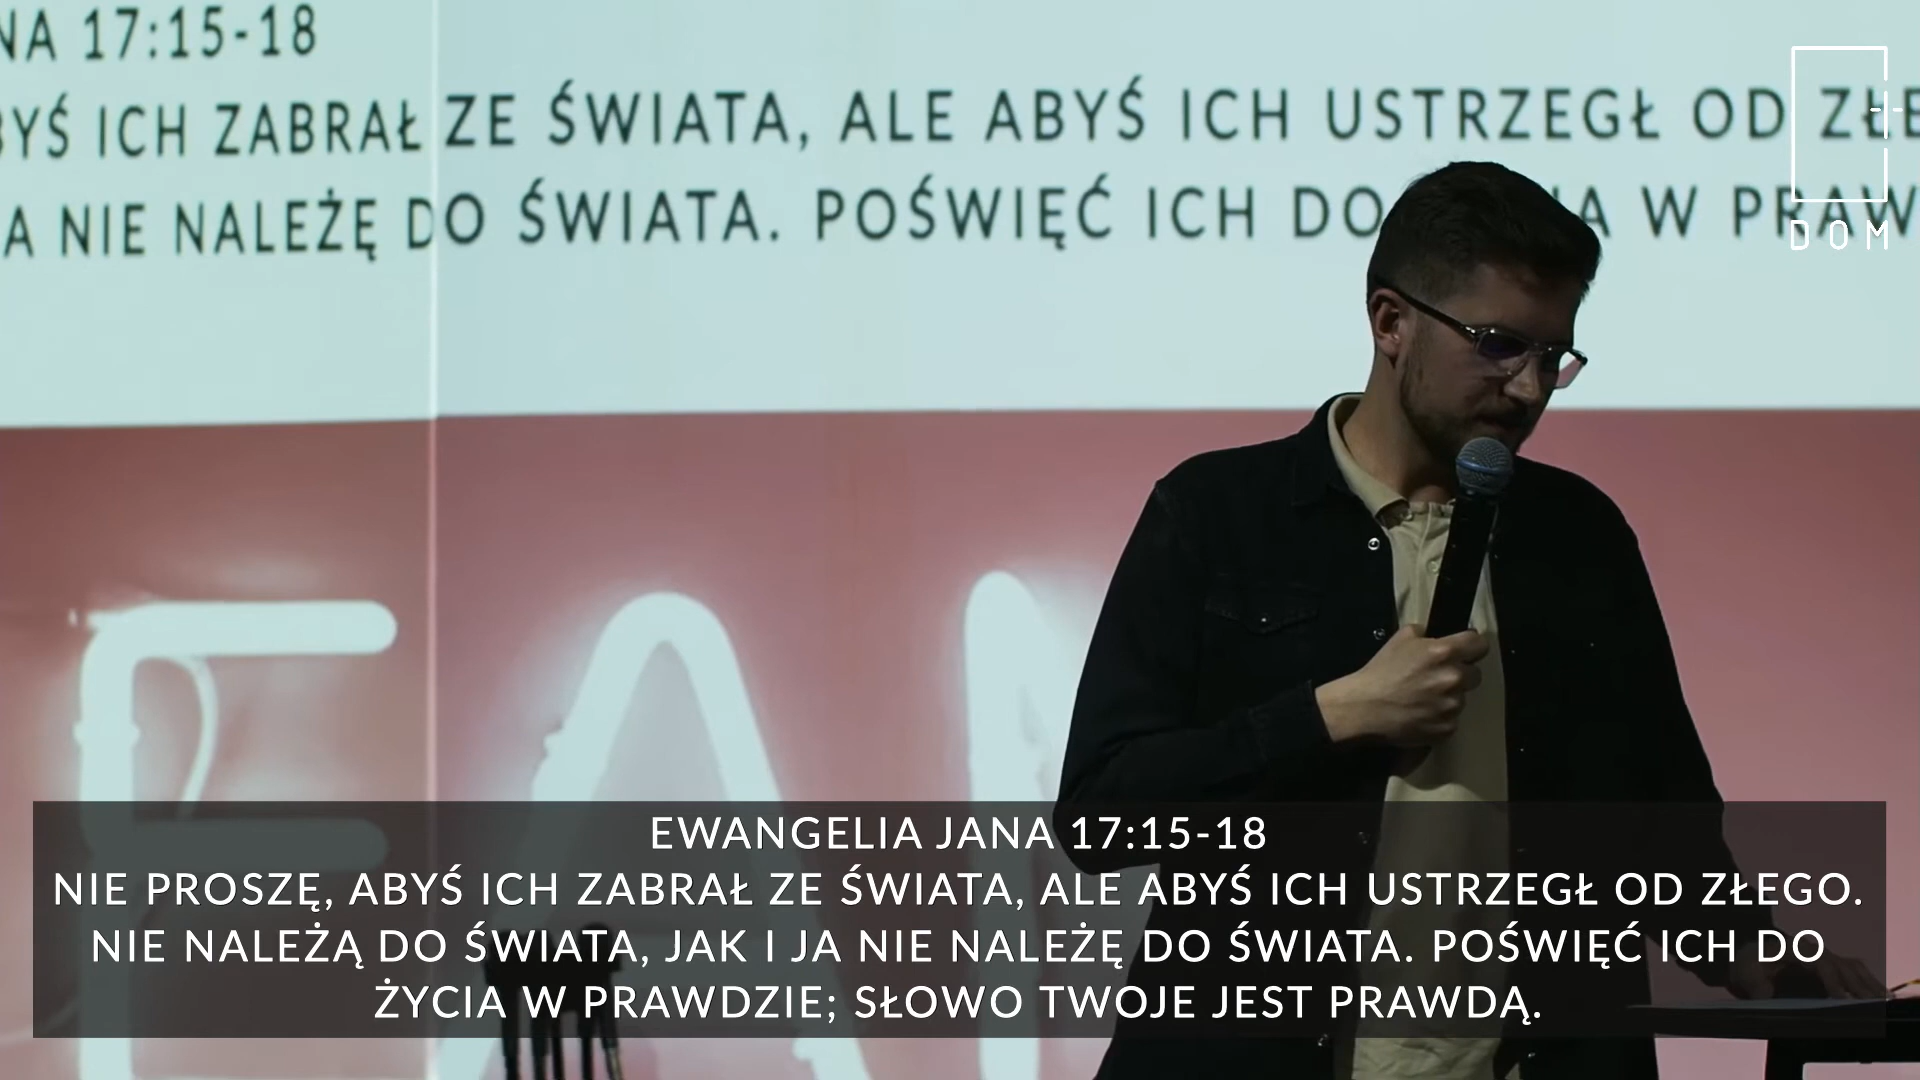 NA 17:15-18
ICH ZABRAŁ ZE ŚWIATA, ALE ABYŚ ICH USTRZEGŁ OD
NIE NALEŻĘ DO ŚWIATA. POŚWIĘĆ ICH DO W
DOM
EWANGELIA JANA 17:15-18
NIE PROSZĘ, ABYŚ ICH ZABRAŁ ZE ŚWIATA, ALE ABYŚ ICH USTRZEGŁ OD ZŁEGO.
NIE NALEŻĄ DO ŚWIATA, JAK I JA NIE NALEŻĘ DO ŚWIATA. POŚWIĘĆ ICH DO
ŻYCIA W PRAWDZIE; SŁOWO TWOJE JEST PRAWDĄ.